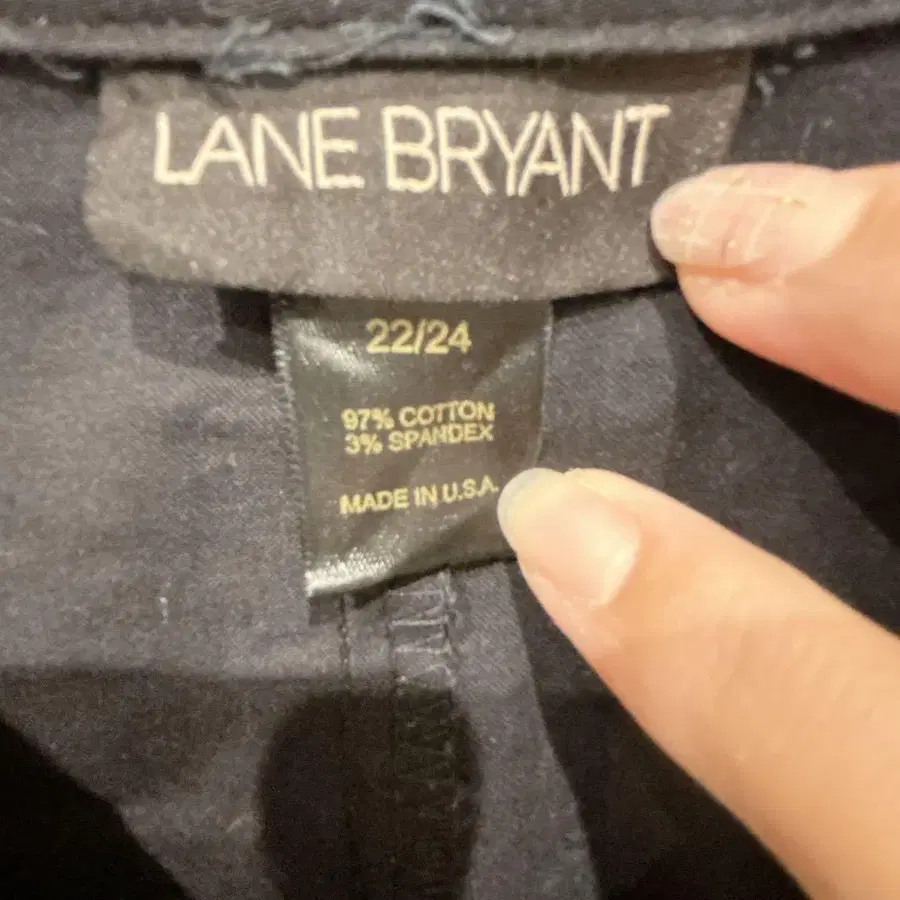 LANE BRYANT
22/24
97% COTTON
3% SPANDEX
MADE IN U.S.A.